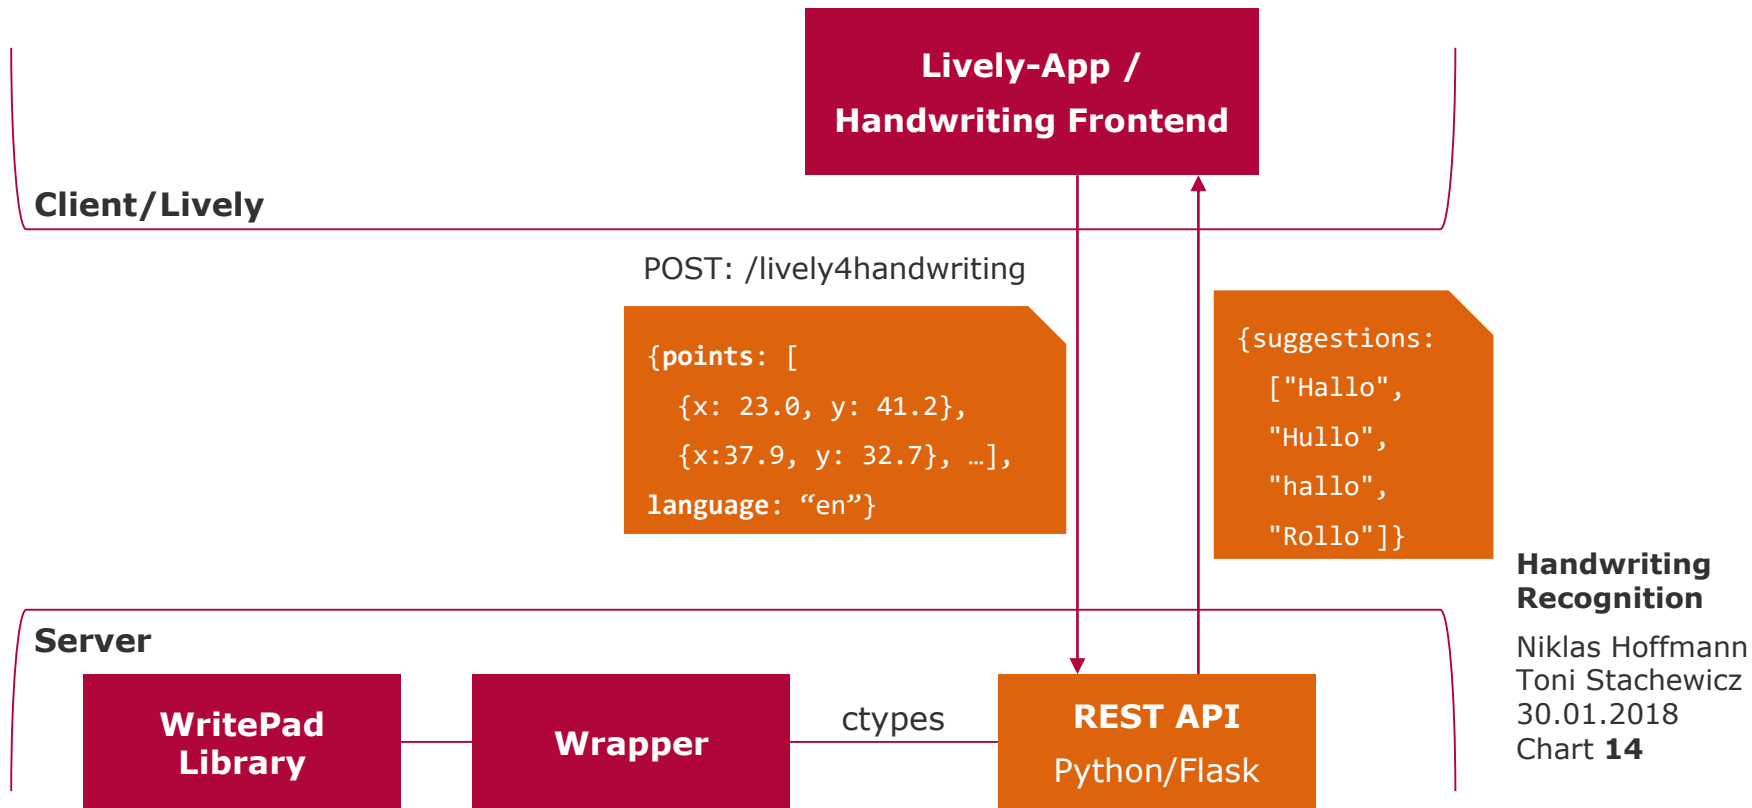 Lively-App /
Handwriting Frontend
Client/Lively
POST: /lively4handwriting
{points: [
{x: 23.0, y: 41.2},
{x:37.9, y: 32.7}, …],
language: “en”}
{suggestions:
["Hallo",
"Hullo",
"hallo",
"Rollo"]}
Server
WritePad
Library
Wrapper
ctypes
REST API
Python/Flask
Handwriting
Recognition
Niklas Hoffmann
Toni Stachewicz
30.01.2018
Chart 14